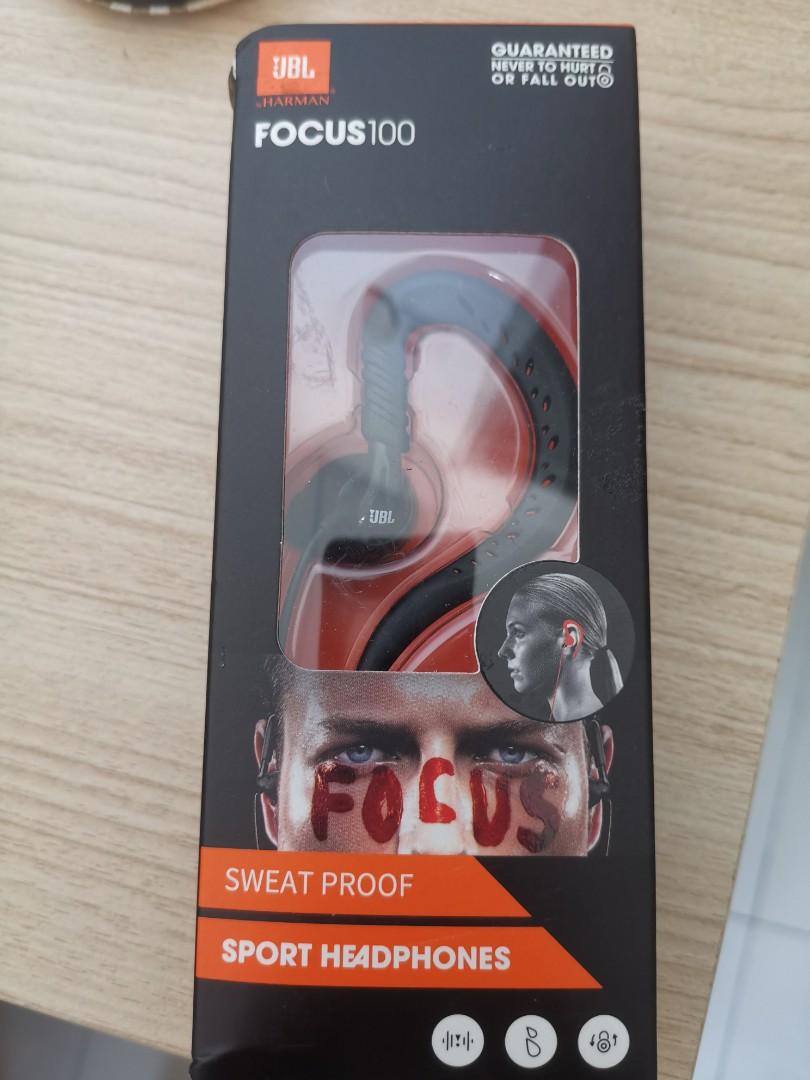 JBL
by HARMAN
GUARANTEED
NEVER TO HURT
OR FALL OUT
FOCUS100
JBL
FOCUS
SWEAT PROOF
SPORT HEADPHONES